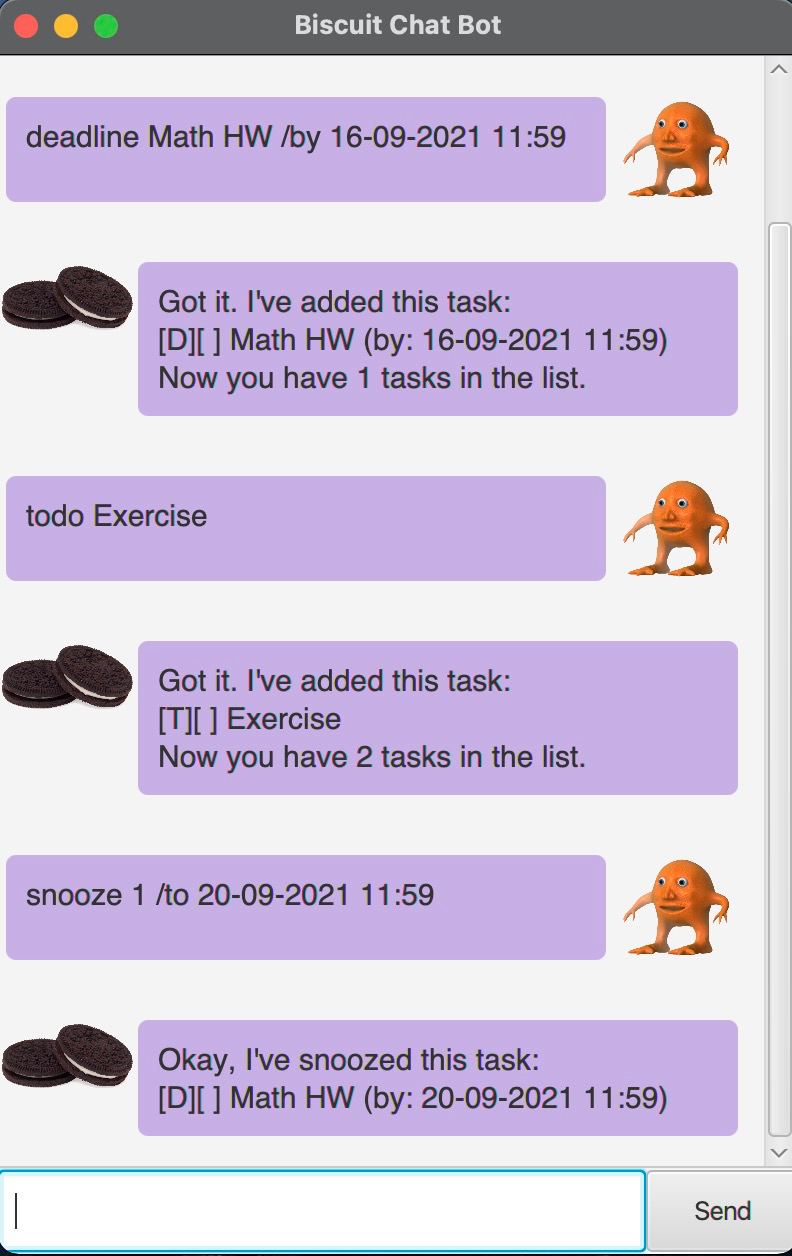 Biscuit Chat Bot
deadline Math HW /by 16-09-2021 11:59
Got it. I've added this task:
[D][ ] Math HW (by: 16-09-2021 11:59)
Now you have 1 tasks in the list.
todo Exercise
Got it. I've added this task:
[T][ ] Exercise
Now you have 2 tasks in the list.
snooze 1 /to 20-09-2021 11:59
Okay, I've snoozed this task:
[D][ ] Math HW (by: 20-09-2021 11:59)
Send